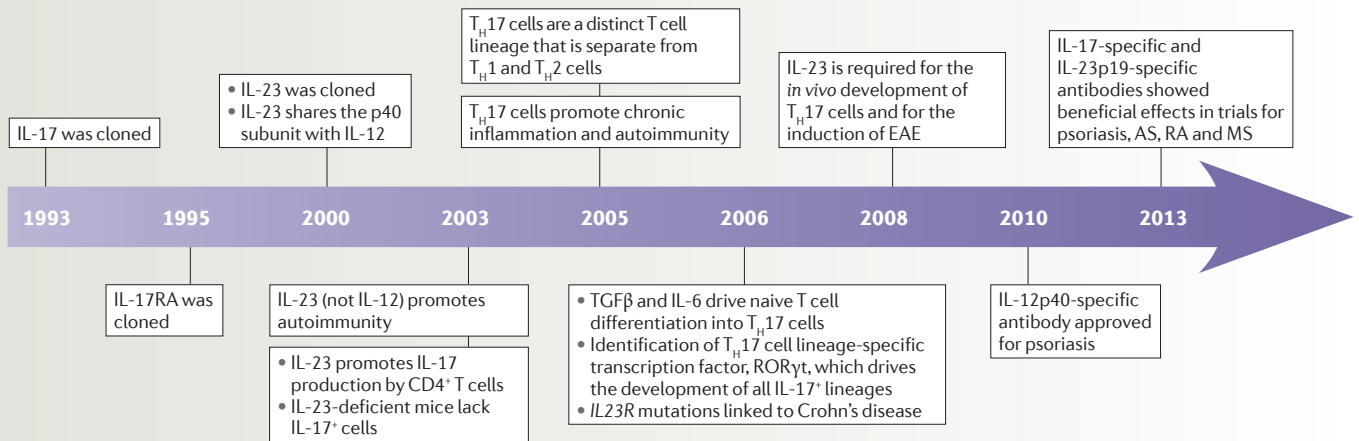 IL-17 was cloned
• IL-23 was cloned
• IL-23 shares the p40
subunit with IL-12
T_H17 cells are a distinct T cell
lineage that is separate from
T_H1 and T_H2 cells
T_H17 cells promote chronic
inflammation and autoimmunity
IL-23 is required for the
in vivo development of
T_H17 cells and for the
induction of EAE
IL-17-specific and
IL-23p19-specific
antibodies showed
beneficial effects in trials for
psoriasis, AS, RA and MS
1993 1995 2000 2003 2005 2006 2008 2010 2013
IL-17RA was
cloned
IL-23 (not IL-12) promotes
autoimmunity
• IL-23 promotes IL-17
production by CD4⁺ T cells
• IL-23-deficient mice lack
IL-17⁺ cells
• TGFβ and IL-6 drive naive T cell
differentiation into T_H17 cells
• Identification of T_H17 cell lineage-specific
transcription factor, RORγt, which drives
the development of all IL-17⁺ lineages
• IL23R mutations linked to Crohn’s disease
IL-12p40-specific
antibody approved
for psoriasis